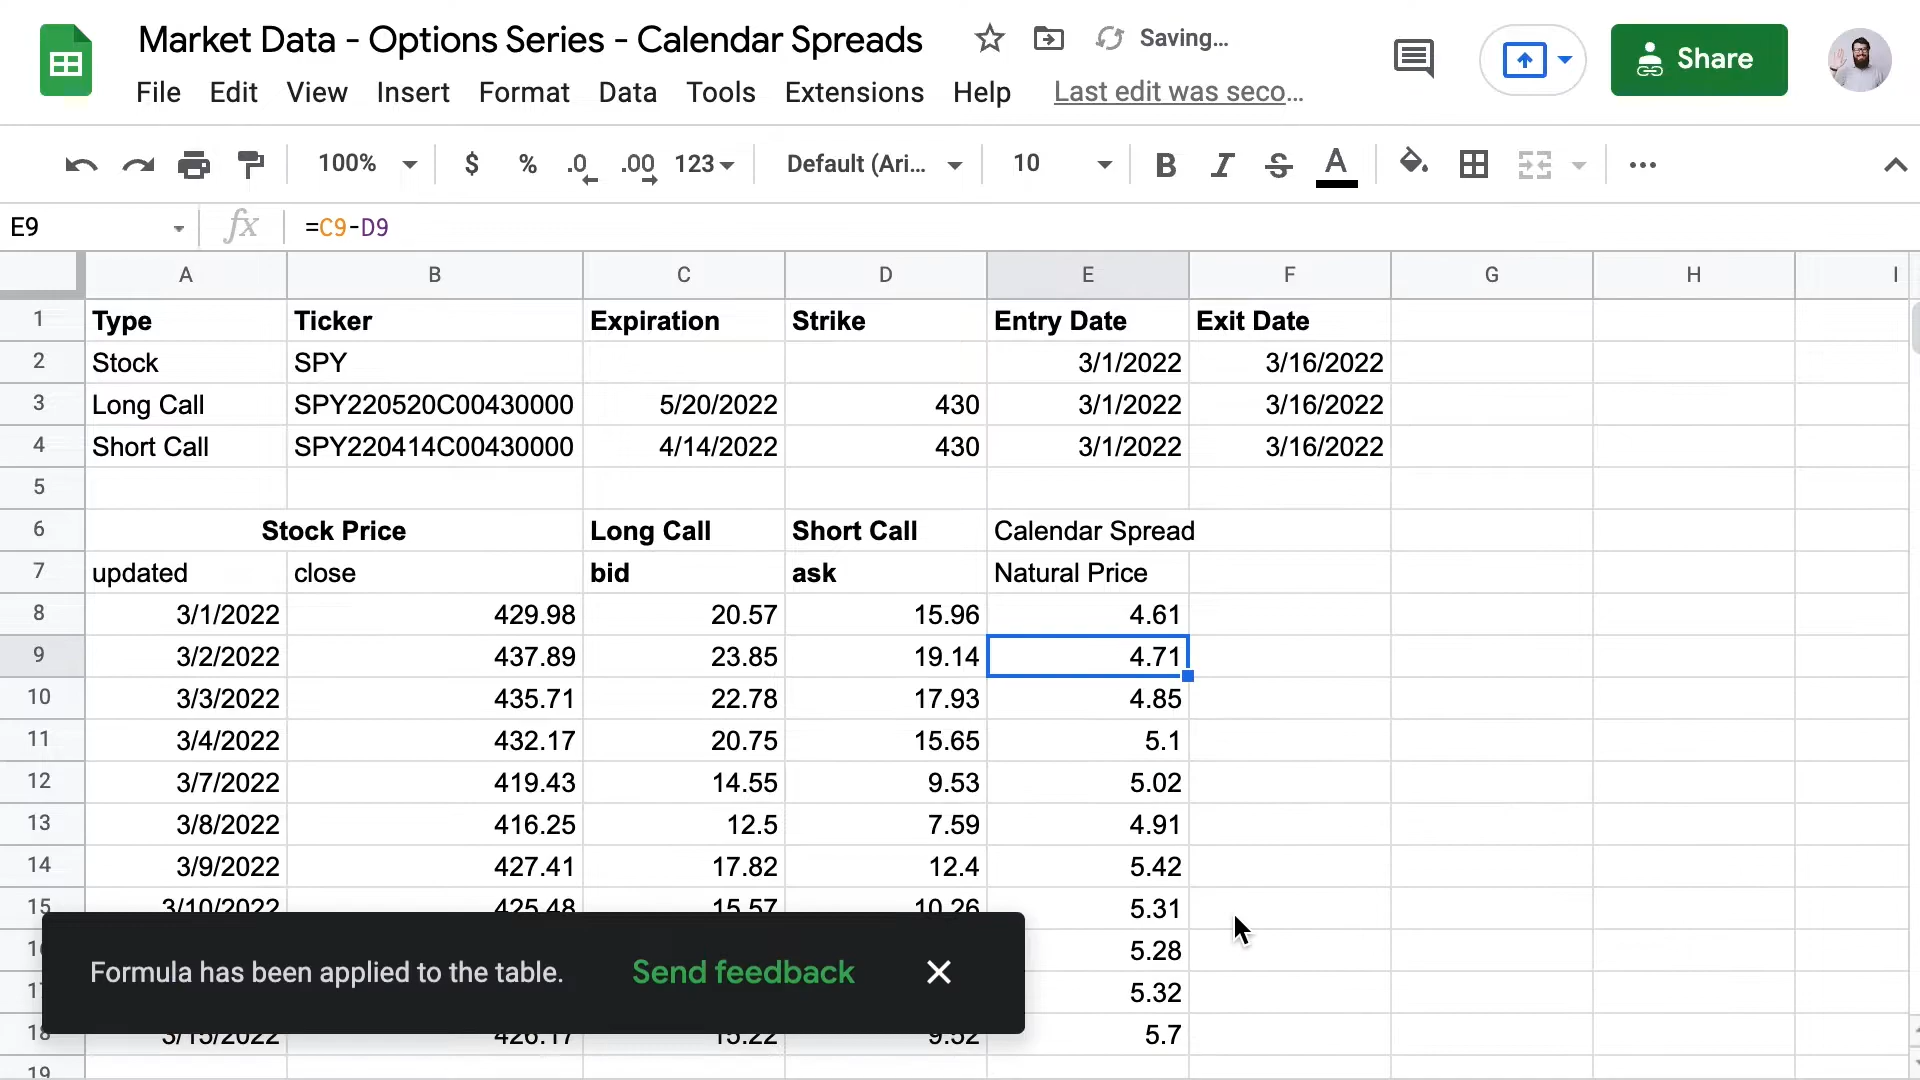 Market Data - Options Series - Calendar Spreads Saving...
File Edit View Insert Format Data Tools Extensions Help Last edit was seco...
Share
100% $ % .0 .00 123 Default (Ari... 10 B I S A
E9 fx =C9-D9
A B C D E F G H I
1 Type Ticker Expiration Strike Entry Date Exit Date
2 Stock SPY 3/1/2022 3/16/2022
3 Long Call SPY220520C00430000 5/20/2022 430 3/1/2022 3/16/2022
4 Short Call SPY220414C00430000 4/14/2022 430 3/1/2022 3/16/2022
5
6 Stock Price Long Call Short Call Calendar Spread
7 updated close bid ask Natural Price
8 3/1/2022 429.98 20.57 15.96 4.61
9 3/2/2022 437.89 23.85 19.14 4.71
10 3/3/2022 435.71 22.78 17.93 4.85
11 3/4/2022 432.17 20.75 15.65 5.1
12 3/7/2022 419.43 14.55 9.53 5.02
13 3/8/2022 416.25 12.5 7.59 4.91
14 3/9/2022 427.41 17.82 12.4 5.42
15 3/10/2022 425.48 15.57 10.26 5.31
5.28
Formula has been applied to the table. Send feedback
5.32
18 3/15/2022 426.17 15.22 9.52 5.7
19